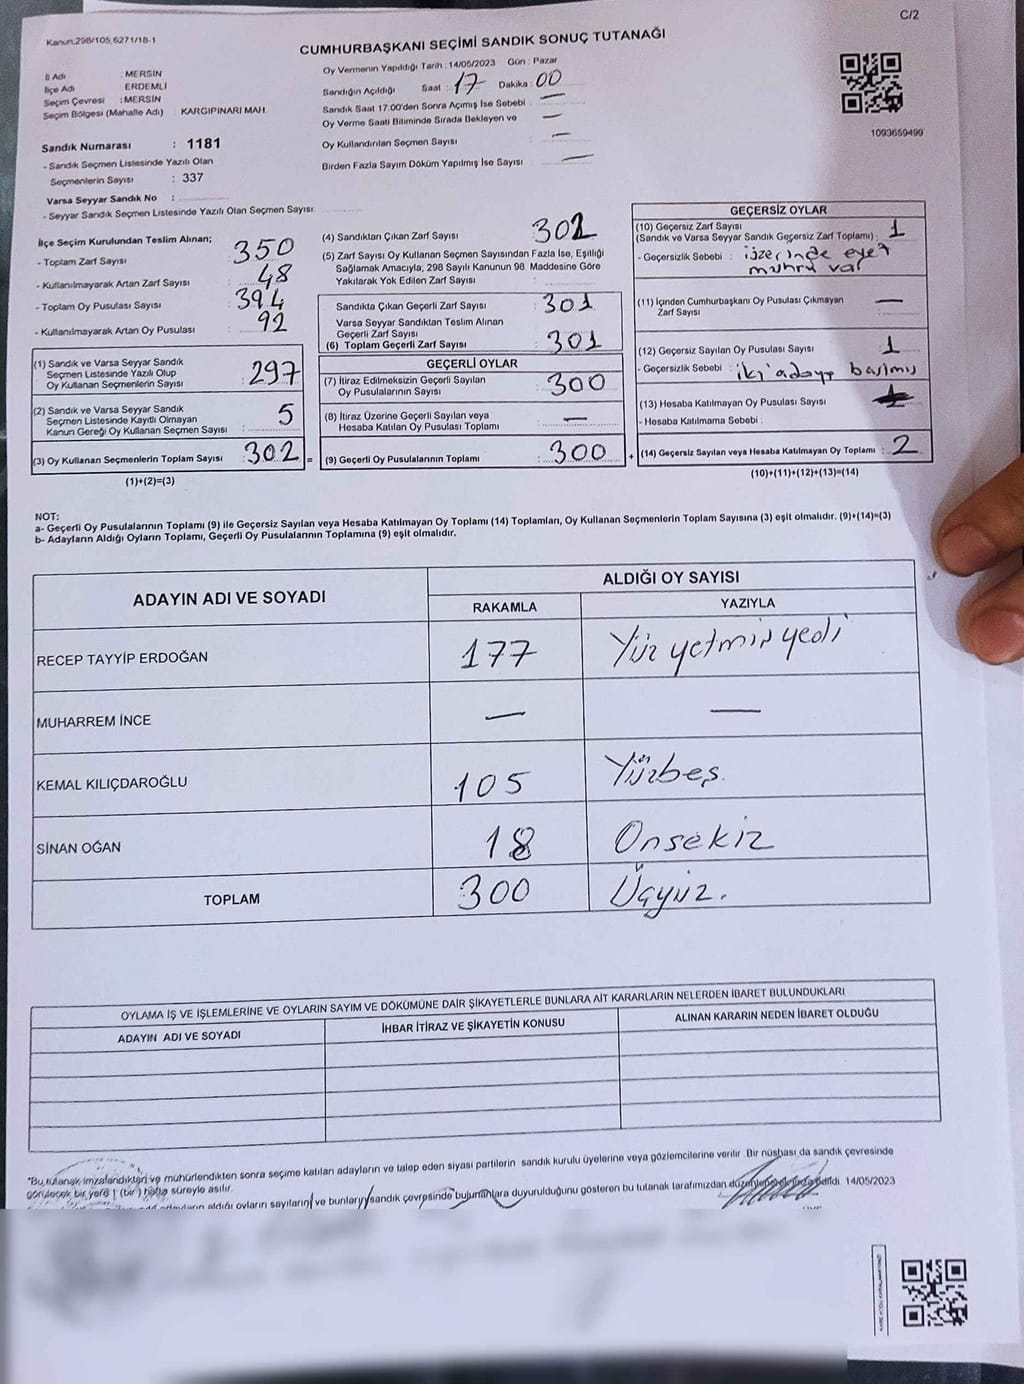 Kanun,298/105,6271/18-1
C/2
CUMHURBAŞKANI SEÇİMİ SANDIK SONUÇ TUTANAĞI
İl Adı : MERSİN
İlçe Adı : ERDEMLİ
Seçim Çevresi : MERSİN
Seçim Bölgesi (Mahalle Adı) KARGIPINARI MAH.
Sandık Numarası : 1181
- Sandık Seçmen Listesinde Yazılı Olan
Seçmenlerin Sayısı : 337
Varsa Seyyar Sandık No :
- Seyyar Sandık Seçmen Listesinde Yazılı Olan Seçmen Sayısı:
Oy Vermenin Yapıldığı Tarih : 14/05/2023 Gün : Pazar
Sandığın Açıldığı Saat : 17 Dakika : 00
Sandık Saat 17:00'den Sonra Açımış İse Sebebi : —
Oy Verme Saati Bitiminde Sırada Bekleyen ve —
Oy Kullandırılan Seçmen Sayısı : —
Birden Fazla Sayım Döküm Yapılmış İse Sayısı : —
1093659499
İlçe Seçim Kurulundan Teslim Alınan;
- Toplam Zarf Sayısı : 350
- Kullanılmayarak Artan Zarf Sayısı : 48
- Toplam Oy Pusulası Sayısı : 394
- Kullanılmayarak Artan Oy Pusulası : 92
(1) Sandık ve Varsa Seyyar Sandık
Seçmen Listesinde Yazılı Olup
Oy Kullanan Seçmenlerin Sayısı : 297
(2) Sandık ve Varsa Seyyar Sandık
Seçmen Listesinde Kayıtlı Olmayan
Kanun Gereği Oy Kullanan Seçmen Sayısı : 5
(3) Oy Kullanan Seçmenlerin Toplam Sayısı : 302 =
(1)+(2)=(3)
(4) Sandıktan Çıkan Zarf Sayısı : 302
(5) Zarf Sayısı Oy Kullanan Seçmen Sayısından Fazla İse, Eşitliği
Sağlamak Amacıyla, 298 Sayılı Kanunun 98. Maddesine Göre
Yakılarak Yok Edilen Zarf Sayısı :
Sandıkta Çıkan Geçerli Zarf Sayısı : 301
Varsa Seyyar Sandıktan Teslim Alınan
Geçerli Zarf Sayısı :
(6) Toplam Geçerli Zarf Sayısı : 301
GEÇERLİ OYLAR
(7) İtiraz Edilmeksizin Geçerli Sayılan
Oy Pusulalarının Sayısı : 300
(8) İtiraz Üzerine Geçerli Sayılan veya
Hesaba Katılan Oy Pusulası Toplamı : —
(9) Geçerli Oy Pusulalarının Toplamı : 300 +
GEÇERSİZ OYLAR
(10) Geçersiz Zarf Sayısı
(Sandık ve Varsa Seyyar Sandık Geçersiz Zarf Toplamı) : 1
- Geçersizlik Sebebi : üzerinde evet
mührü var
(11) İçinden Cumhurbaşkanı Oy Pusulası Çıkmayan
Zarf Sayısı : —
(12) Geçersiz Sayılan Oy Pusulası Sayısı : 1
- Geçersizlik Sebebi : iki adaya basılmış
(13) Hesaba Katılmayan Oy Pusulası Sayısı :
- Hesaba Katılmama Sebebi :
(14) Geçersiz Sayılan veya Hesaba Katılmayan Oy Toplamı : 2
(10)+(11)+(12)+(13)=(14)
NOT:
a- Geçerli Oy Pusulalarının Toplamı (9) ile Geçersiz Sayılan veya Hesaba Katılmayan Oy Toplamı (14) Toplamları, Oy Kullanan Seçmenlerin Toplam Sayısına (3) eşit olmalıdır. (9)+(14)=(3)
b- Adayların Aldığı Oyların Toplamı, Geçerli Oy Pusulalarının Toplamına (9) eşit olmalıdır.
ADAYIN ADI VE SOYADI
ALDIĞI OY SAYISI
RAKAMLA YAZIYLA
RECEP TAYYİP ERDOĞAN 177 Yüz yetmiş yedi
MUHARREM İNCE — —
KEMAL KILIÇDAROĞLU 105 Yüzbeş.
SİNAN OĞAN 18 Onsekiz
TOPLAM 300 Üçyüz.
OYLAMA İŞ VE İŞLEMLERİNE VE OYLARIN SAYIM VE DÖKÜMÜNE DAİR ŞİKAYETLERLE BUNLARA AİT KARARLARIN NELERDEN İBARET BULUNDUKLARI
ADAYIN ADI VE SOYADI İHBAR İTİRAZ VE ŞİKAYETİN KONUSU ALINAN KARARIN NEDEN İBARET OLDUĞU
"Bu tutanak imzalandıktan ve mühürlendikten sonra seçime katılan adayların ve talep eden siyasi partilerin sandık kurulu üyelerine veya gözlemcilerine verilir. Bir nüshası da sandık çevresinde
görülecek bir yere 1 (bir) hafta süreyle asılır.
adayların aldığı oyların sayılarını ve bunların sandık çevresinde bulunanlara duyurulduğunu gösteren bu tutanak tarafımızdan düzenlenerek imza edildi. 14/05/2023